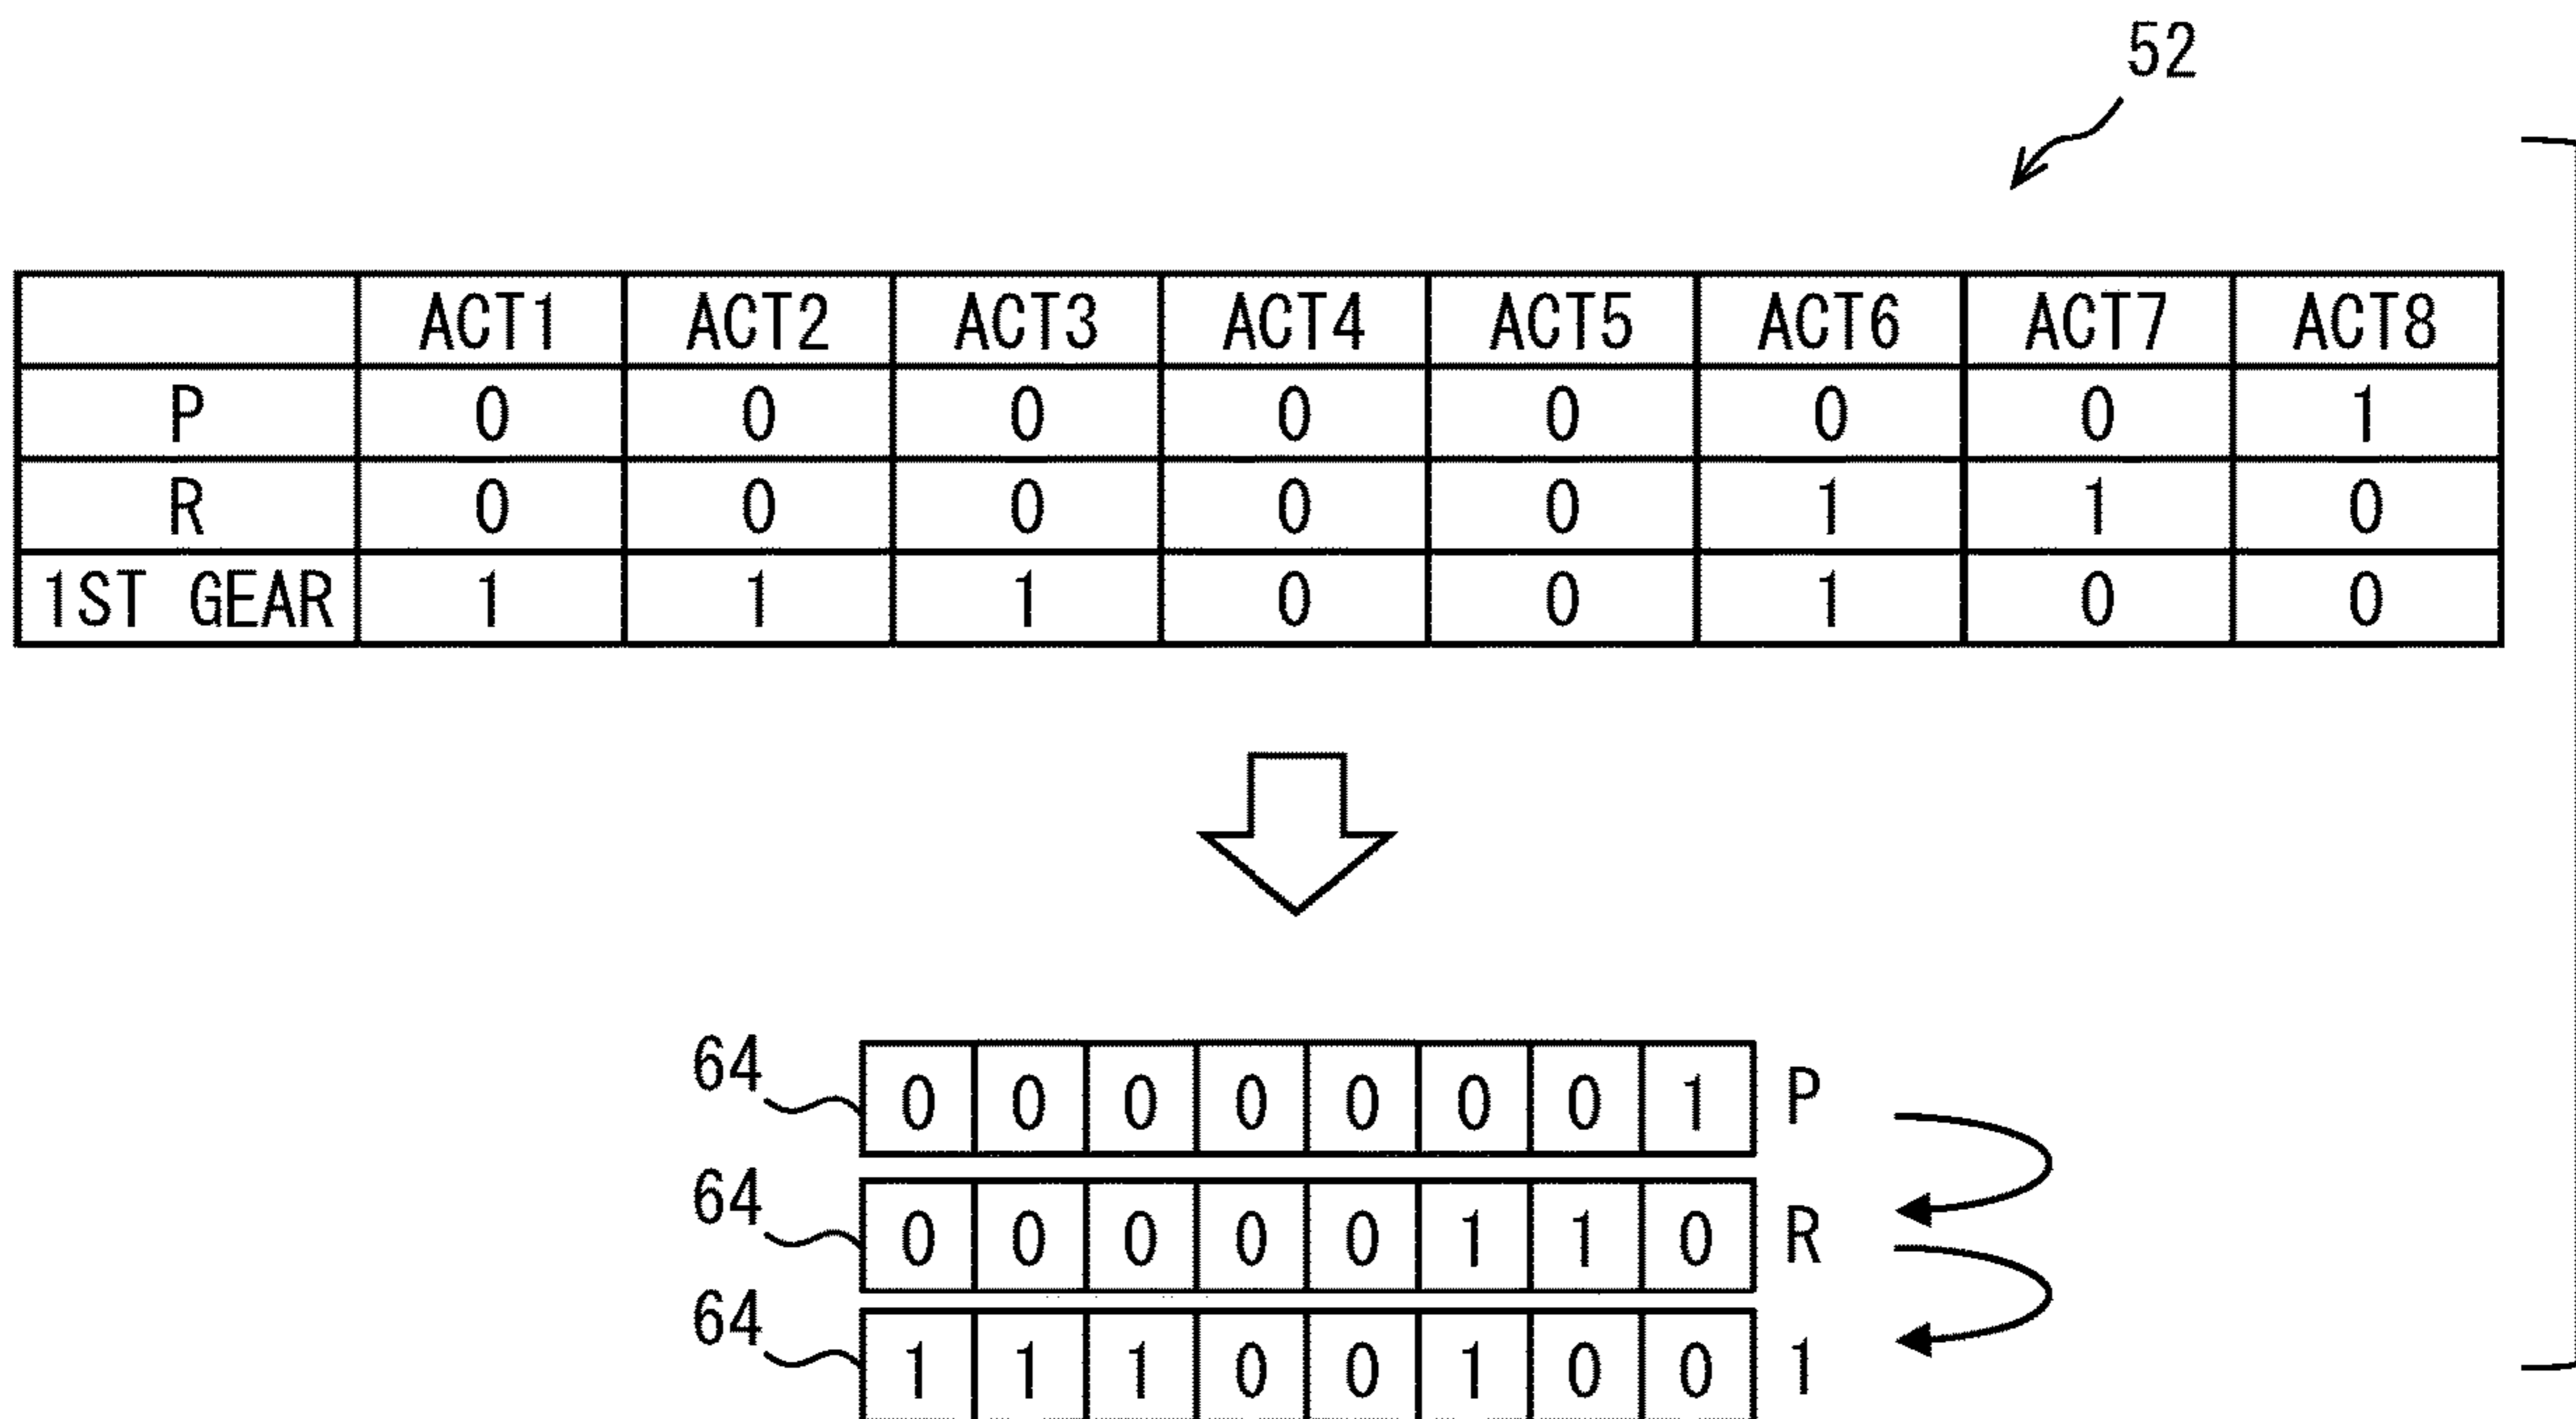 52
ACT1 ACT2 ACT3 ACT4 ACT5 ACT6 ACT7 ACT8
P 0 0 0 0 0 0 0 1
R 0 0 0 0 0 1 1 0
1ST GEAR 1 1 1 0 0 1 0 0
64 0 0 0 0 0 0 0 1 P
64 0 0 0 0 0 1 1 0 R
64 1 1 1 0 0 1 0 0 1